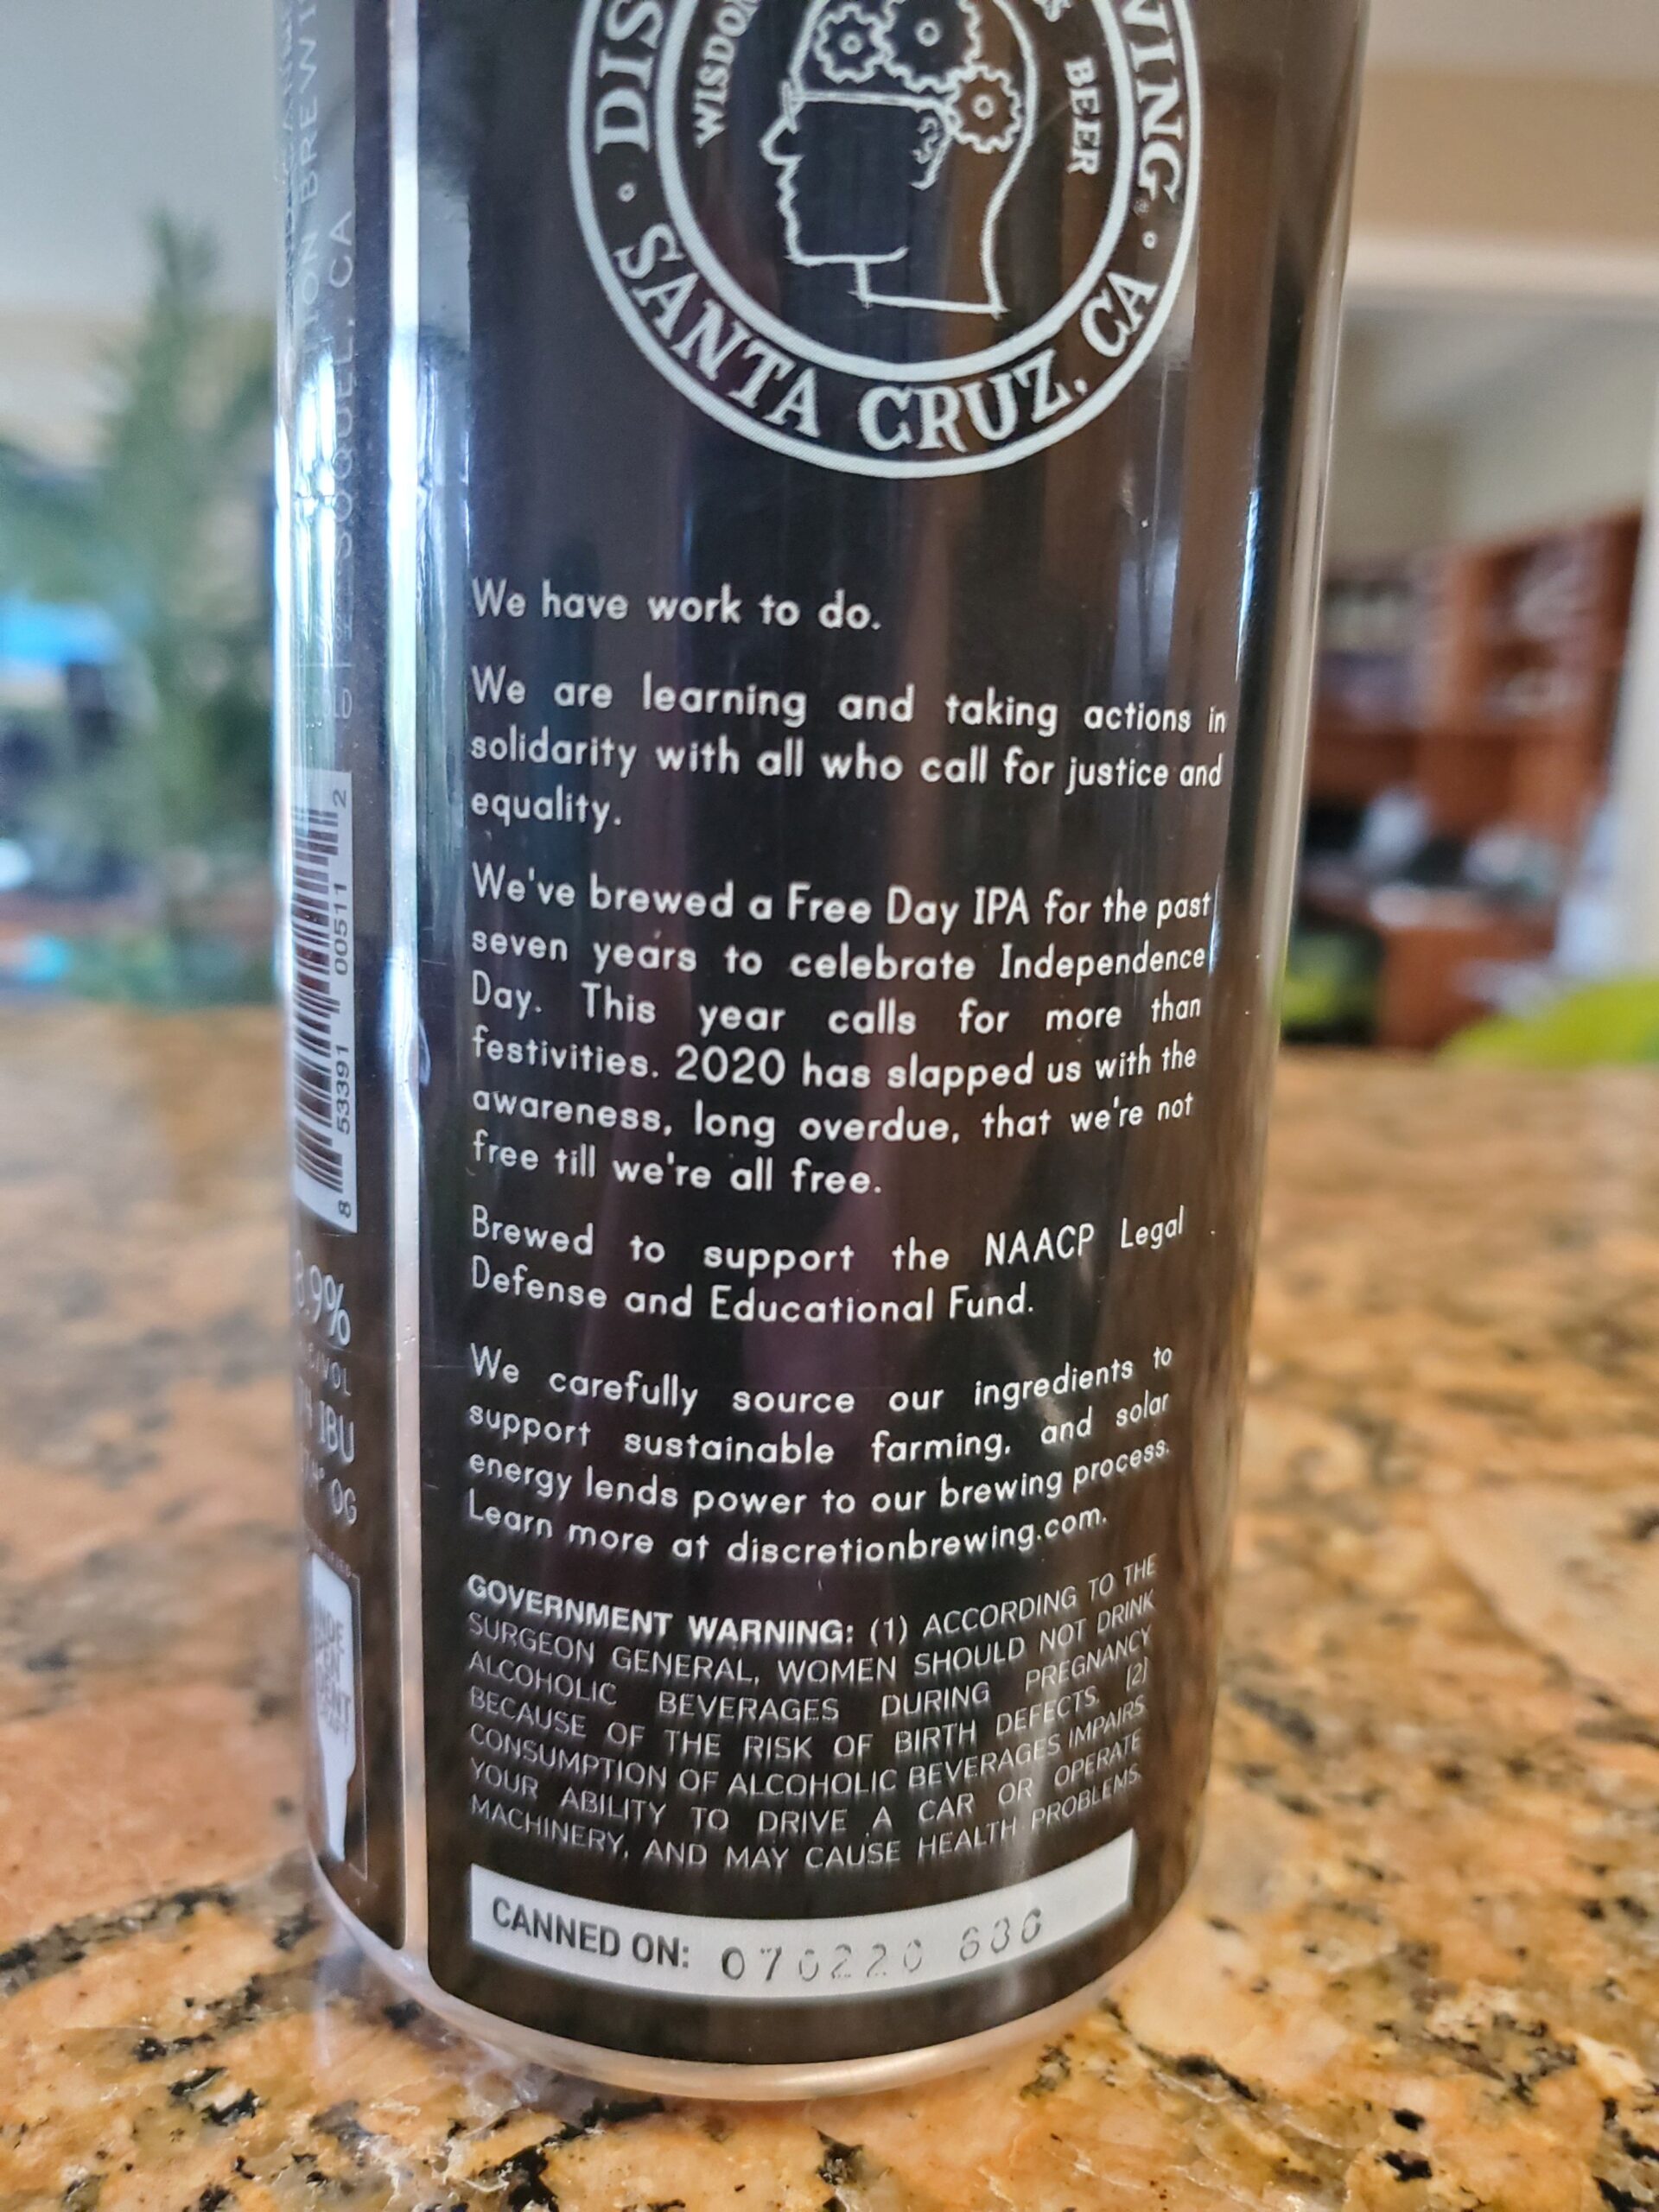 WISDOM
BEER
SANTA CRUZ, CA
We have work to do.
We are learning and taking actions in
solidarity with all who call for justice and
equality.
We've brewed a Free Day IPA for the past
seven years to celebrate Independence
Day. This year calls for more than
festivities. 2020 has slapped us with the
awareness, long overdue, that we're not
free till we're all free.
Brewed to support the NAACP Legal
Defense and Educational Fund.
We carefully source our ingredients to
support sustainable farming, and solar
energy lends power to our brewing process.
Learn more at discretionbrewing.com.
GOVERNMENT WARNING: (1) ACCORDING TO THE
SURGEON GENERAL, WOMEN SHOULD NOT DRINK
ALCOHOLIC BEVERAGES DURING PREGNANCY
BECAUSE OF THE RISK OF BIRTH DEFECTS. (2)
CONSUMPTION OF ALCOHOLIC BEVERAGES IMPAIRS
YOUR ABILITY TO DRIVE A CAR OR OPERATE
MACHINERY, AND MAY CAUSE HEALTH PROBLEMS.
CANNED ON: 070220
SOQUEL, CA
8 53391 00511 2
IBU
OG